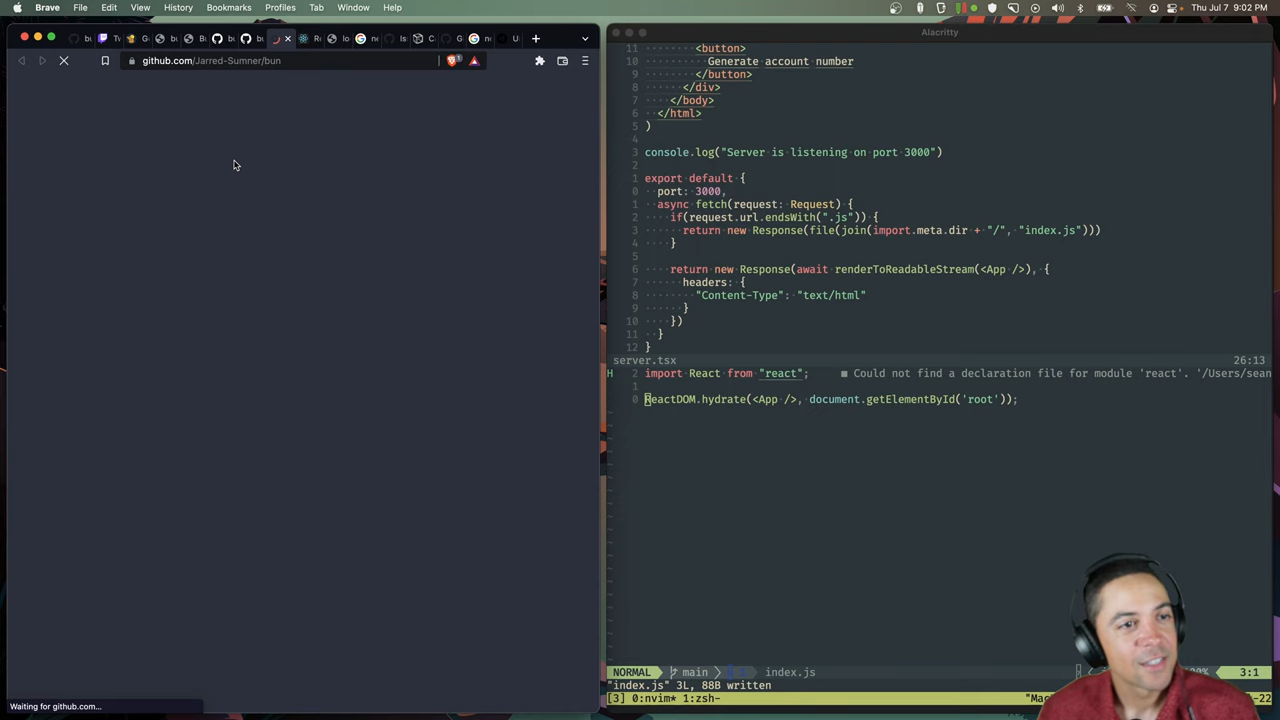 Brave File Edit View History Bookmarks Profiles Tab Window Help
Thu Jul 7 9:02 PM
github.com/Jarred-Sumner/bun
Alacritty
11 <button>
10 Generate account number
9 </button>
8 </div>
7 </body>
6 </html>
5 )
4
3 console.log("Server is listening on port 3000")
2
1 export default {
0 port: 3000,
1 async fetch(request: Request) {
2 if(request.url.endsWith(".js")) {
3 return new Response(file(join(import.meta.dir + "/", "index.js")))
4 }
5
6 return new Response(await renderToReadableStream(<App />), {
7 headers: {
8 "Content-Type": "text/html"
9 }
10 })
11 }
12 }
server.tsx 26:13
H 2 import React from "react"; ■ Could not find a declaration file for module 'react'. '/Users/sean
1
0 ReactDOM.hydrate(<App />, document.getElementById('root'));
NORMAL main index.js 3:1
"index.js" 3L, 88B written
[3] 0:nvim* 1:zsh- "Mac -22
Waiting for github.com...